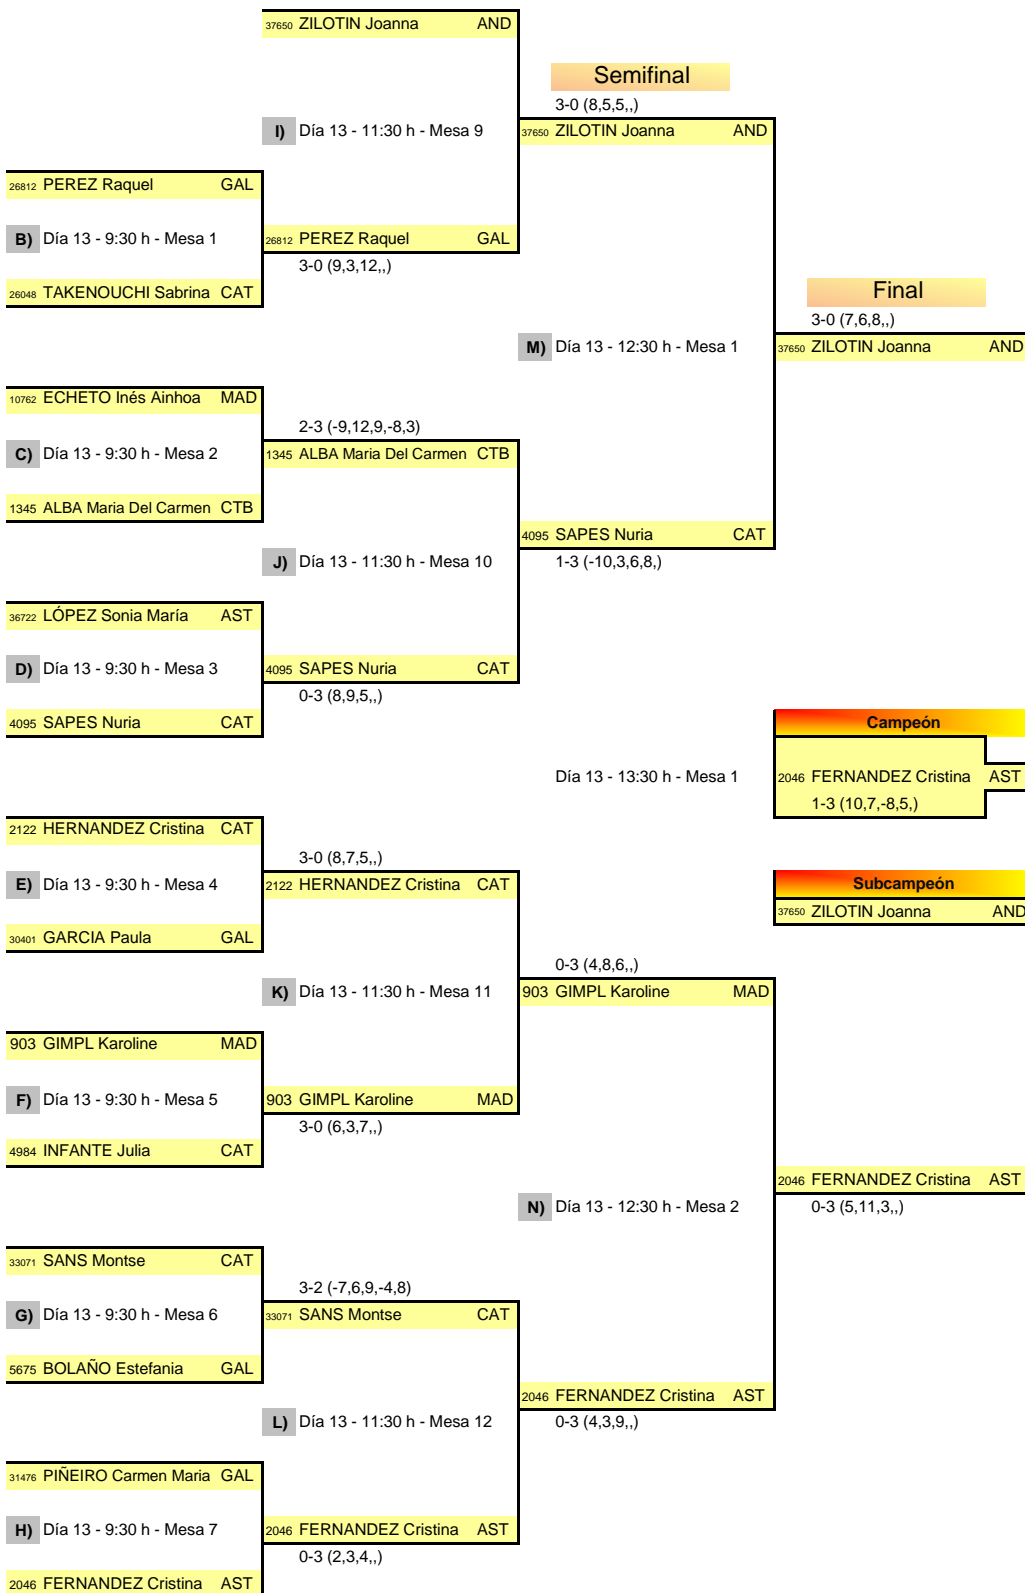 37650 ZILOTIN Joanna AND
Semifinal
3-0 (8,5,5,,)
I) Día 13 - 11:30 h - Mesa 9
37650 ZILOTIN Joanna AND
26812 PEREZ Raquel GAL
B) Día 13 - 9:30 h - Mesa 1
26812 PEREZ Raquel GAL
3-0 (9,3,12,,)
26048 TAKENOUCHI Sabrina CAT
Final
3-0 (7,6,8,,)
M) Día 13 - 12:30 h - Mesa 1
37650 ZILOTIN Joanna AND
10762 ECHETO Inés Ainhoa MAD
2-3 (-9,12,9,-8,3)
C) Día 13 - 9:30 h - Mesa 2
1345 ALBA Maria Del Carmen CTB
1345 ALBA Maria Del Carmen CTB
4095 SAPES Nuria CAT
J) Día 13 - 11:30 h - Mesa 10
1-3 (-10,3,6,8,)
36722 LÓPEZ Sonia María AST
D) Día 13 - 9:30 h - Mesa 3
4095 SAPES Nuria CAT
0-3 (8,9,5,,)
4095 SAPES Nuria CAT
Campeón
Día 13 - 13:30 h - Mesa 1
2046 FERNANDEZ Cristina AST
1-3 (10,7,-8,5,)
2122 HERNANDEZ Cristina CAT
3-0 (8,7,5,,)
E) Día 13 - 9:30 h - Mesa 4
2122 HERNANDEZ Cristina CAT
Subcampeón
37650 ZILOTIN Joanna AND
30401 GARCIA Paula GAL
0-3 (4,8,6,,)
K) Día 13 - 11:30 h - Mesa 11
903 GIMPL Karoline MAD
903 GIMPL Karoline MAD
F) Día 13 - 9:30 h - Mesa 5
903 GIMPL Karoline MAD
3-0 (6,3,7,,)
4984 INFANTE Julia CAT
2046 FERNANDEZ Cristina AST
N) Día 13 - 12:30 h - Mesa 2
0-3 (5,11,3,,)
33071 SANS Montse CAT
3-2 (-7,6,9,-4,8)
G) Día 13 - 9:30 h - Mesa 6
33071 SANS Montse CAT
5675 BOLAÑO Estefania GAL
2046 FERNANDEZ Cristina AST
L) Día 13 - 11:30 h - Mesa 12
0-3 (4,3,9,,)
31476 PIÑEIRO Carmen Maria GAL
H) Día 13 - 9:30 h - Mesa 7
2046 FERNANDEZ Cristina AST
0-3 (2,3,4,,)
2046 FERNANDEZ Cristina AST